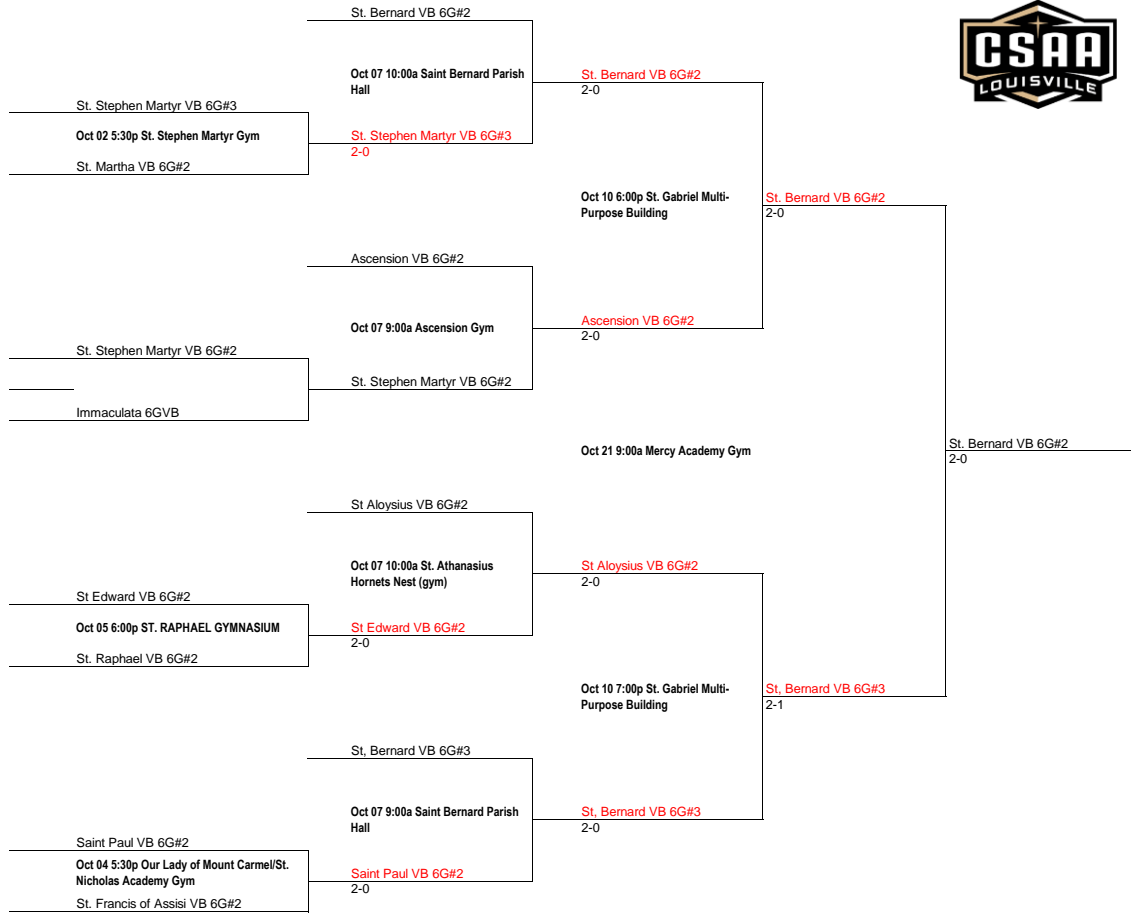 St. Bernard VB 6G#2
CSAA
LOUISVILLE
Oct 07 10:00a Saint Bernard Parish
Hall
St. Bernard VB 6G#2
2-0
St. Stephen Martyr VB 6G#3
Oct 02 5:30p St. Stephen Martyr Gym
St. Stephen Martyr VB 6G#3
2-0
St. Martha VB 6G#2
Oct 10 6:00p St. Gabriel Multi-
Purpose Building
St. Bernard VB 6G#2
2-0
Ascension VB 6G#2
Oct 07 9:00a Ascension Gym
Ascension VB 6G#2
2-0
St. Stephen Martyr VB 6G#2
St. Stephen Martyr VB 6G#2
Immaculata 6GVB
Oct 21 9:00a Mercy Academy Gym
St. Bernard VB 6G#2
2-0
St Aloysius VB 6G#2
Oct 07 10:00a St. Athanasius
Hornets Nest (gym)
St Aloysius VB 6G#2
2-0
St Edward VB 6G#2
Oct 05 6:00p ST. RAPHAEL GYMNASIUM
St Edward VB 6G#2
2-0
St. Raphael VB 6G#2
Oct 10 7:00p St. Gabriel Multi-
Purpose Building
St, Bernard VB 6G#3
2-1
St, Bernard VB 6G#3
Oct 07 9:00a Saint Bernard Parish
Hall
St, Bernard VB 6G#3
2-0
Saint Paul VB 6G#2
Oct 04 5:30p Our Lady of Mount Carmel/St.
Nicholas Academy Gym
Saint Paul VB 6G#2
2-0
St. Francis of Assisi VB 6G#2